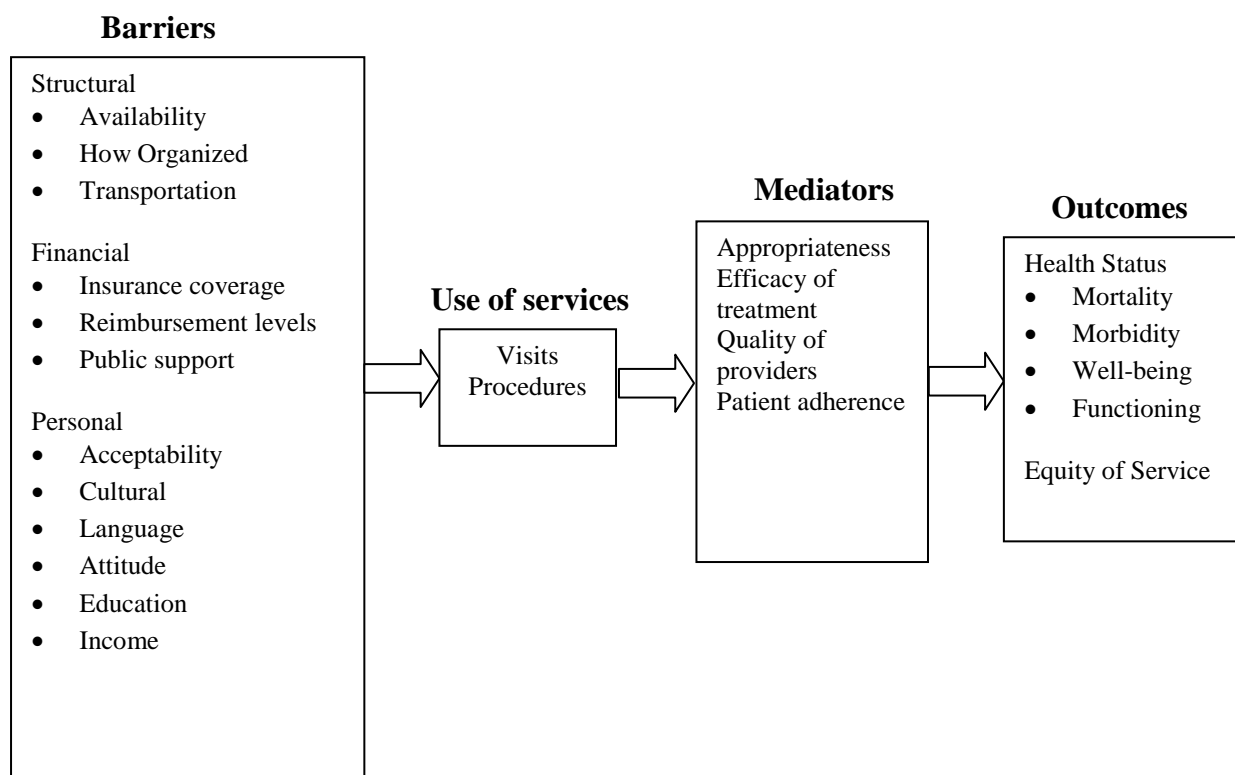 Barriers
Structural
• Availability
• How Organized
• Transportation
Financial
• Insurance coverage
• Reimbursement levels
• Public support
Personal
• Acceptability
• Cultural
• Language
• Attitude
• Education
• Income
Use of services
Visits
Procedures
Mediators
Appropriateness
Efficacy of
treatment
Quality of
providers
Patient adherence
Outcomes
Health Status
• Mortality
• Morbidity
• Well-being
• Functioning
Equity of Service